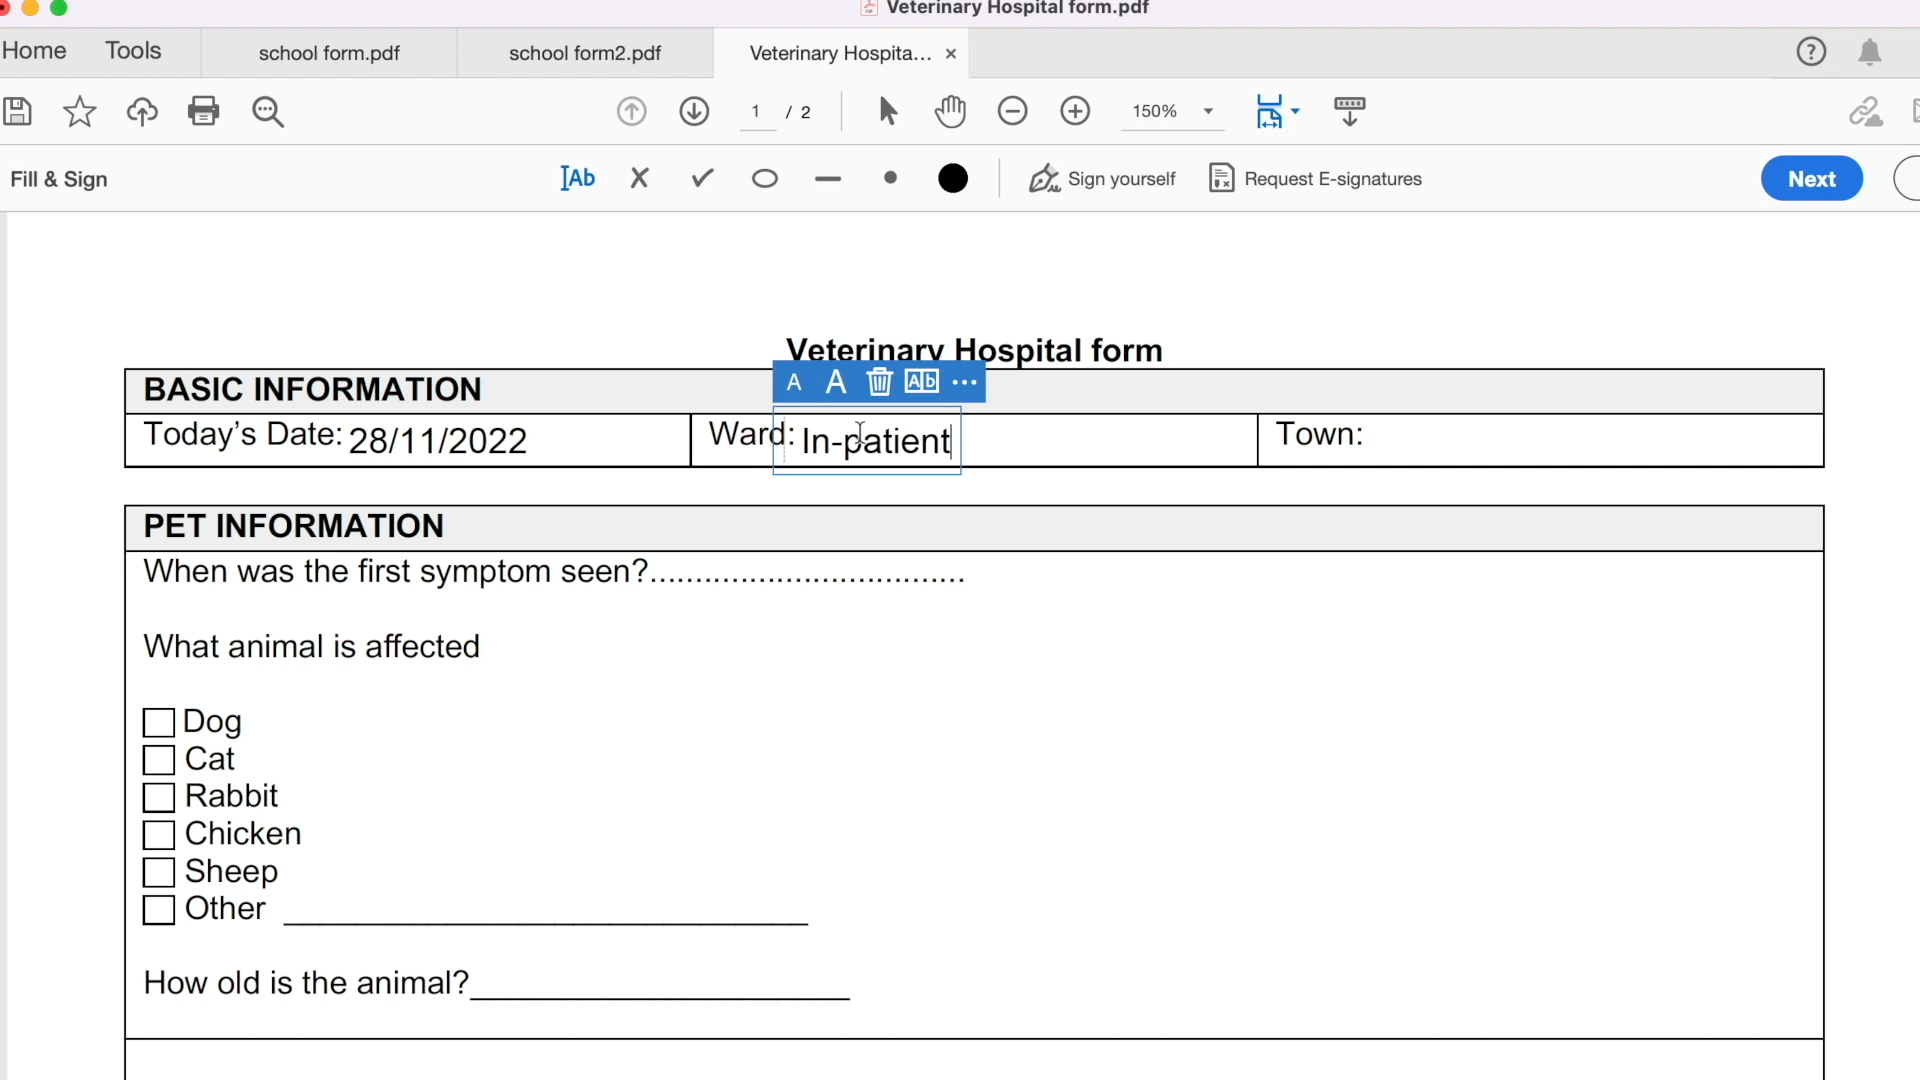 Veterinary Hospital form.pdf
Home Tools school form.pdf school form2.pdf Veterinary Hospita... ×
1 / 2 150%
Fill & Sign Ab Sign yourself Request E-signatures Next
Veterinary Hospital form
A A Ab ...
BASIC INFORMATION
Today's Date: 28/11/2022 Ward: In-patient Town:
PET INFORMATION
When was the first symptom seen?...................................
What animal is affected
Dog
Cat
Rabbit
Chicken
Sheep
Other ______________________________
How old is the animal?______________________